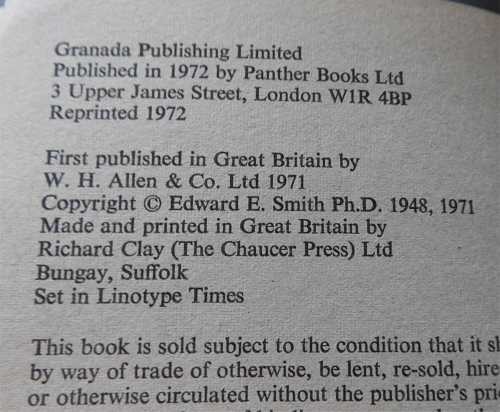 Granada Publishing Limited
Published in 1972 by Panther Books Ltd
3 Upper James Street, London W1R 4BP
Reprinted 1972
First published in Great Britain by
W. H. Allen & Co. Ltd 1971
Copyright © Edward E. Smith Ph.D. 1948, 1971
Made and printed in Great Britain by
Richard Clay (The Chaucer Press) Ltd
Bungay, Suffolk
Set in Linotype Times
This book is sold subject to the condition that it
by way of trade of otherwise, be lent, re-sold,
or otherwise circulated without the publisher's